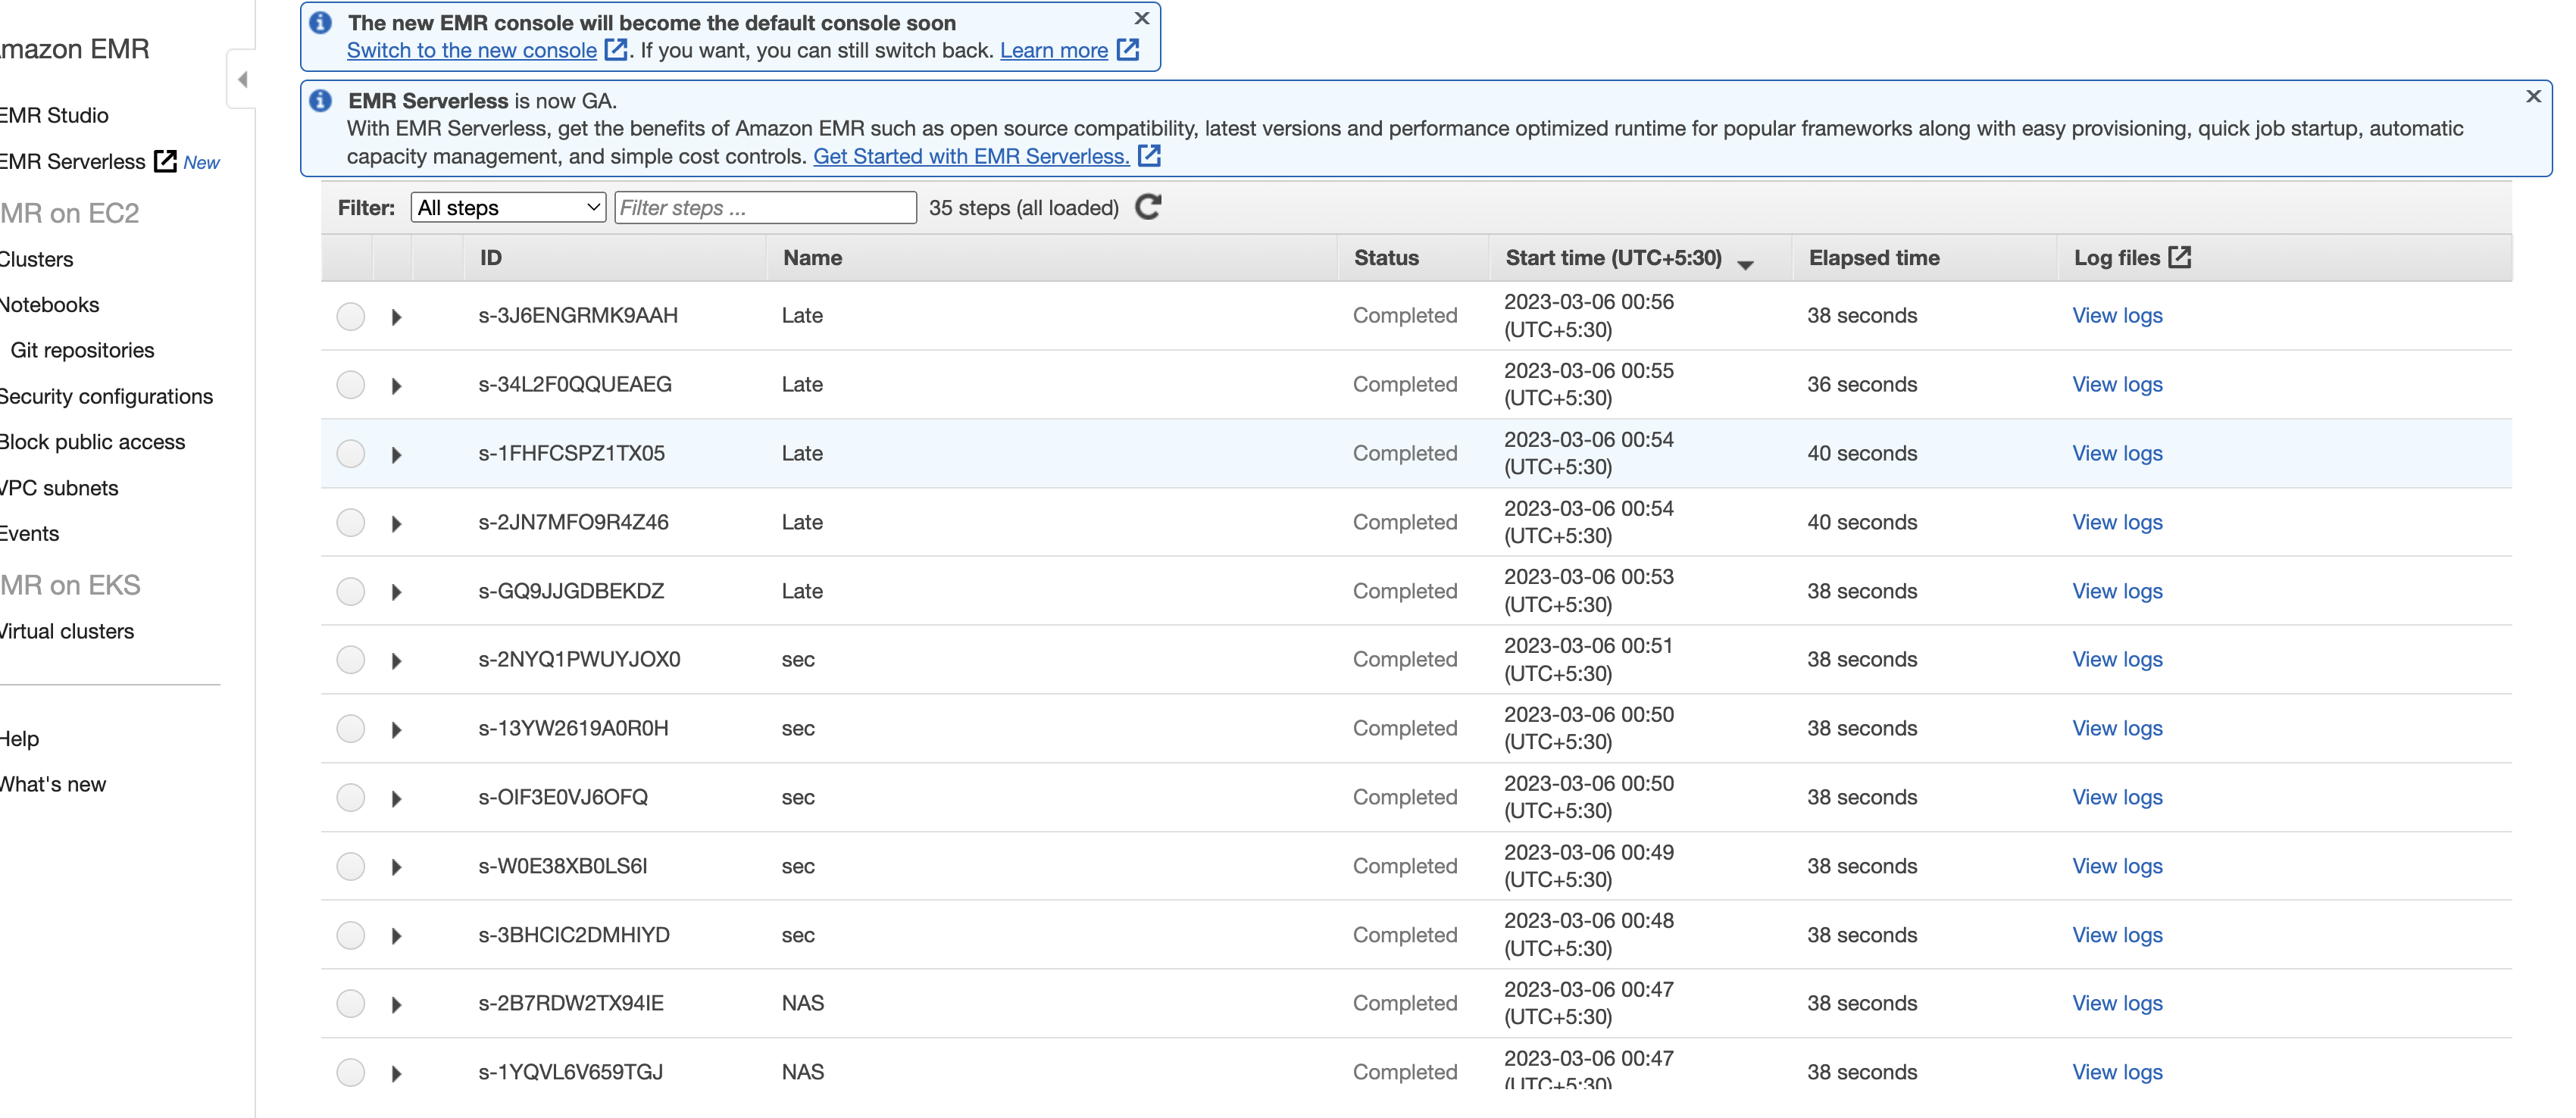 The new EMR console will become the default console soon
Switch to the new console. If you want, you can still switch back. Learn more
EMR Serverless is now GA.
With EMR Serverless, get the benefits of Amazon EMR such as open source compatibility, latest versions and performance optimized runtime for popular frameworks along with easy provisioning, quick job startup, automatic
capacity management, and simple cost controls. Get Started with EMR Serverless.
mazon EMR
EMR Studio
EMR Serverless New
MR on EC2
Clusters
Notebooks
Git repositories
Security configurations
Block public access
VPC subnets
Events
MR on EKS
Virtual clusters
Help
What's new
Filter: All steps Filter steps ... 35 steps (all loaded)
ID Name Status Start time (UTC+5:30) Elapsed time Log files
s-3J6ENGRMK9AAH Late Completed 2023-03-06 00:56 38 seconds View logs
(UTC+5:30)
s-34L2F0QQUEAEG Late Completed 2023-03-06 00:55 36 seconds View logs
(UTC+5:30)
s-1FHFCSPZ1TX05 Late Completed 2023-03-06 00:54 40 seconds View logs
(UTC+5:30)
s-2JN7MFO9R4Z46 Late Completed 2023-03-06 00:54 40 seconds View logs
(UTC+5:30)
s-GQ9JJGDBEKDZ Late Completed 2023-03-06 00:53 38 seconds View logs
(UTC+5:30)
s-2NYQ1PWUYJOX0 sec Completed 2023-03-06 00:51 38 seconds View logs
(UTC+5:30)
s-13YW2619A0R0H sec Completed 2023-03-06 00:50 38 seconds View logs
(UTC+5:30)
s-OIF3E0VJ6OFQ sec Completed 2023-03-06 00:50 38 seconds View logs
(UTC+5:30)
s-W0E38XB0LS6I sec Completed 2023-03-06 00:49 38 seconds View logs
(UTC+5:30)
s-3BHCIC2DMHIYD sec Completed 2023-03-06 00:48 38 seconds View logs
(UTC+5:30)
s-2B7RDW2TX94IE NAS Completed 2023-03-06 00:47 38 seconds View logs
(UTC+5:30)
s-1YQVL6V659TGJ NAS Completed 2023-03-06 00:47 38 seconds View logs
(UTC+5:30)